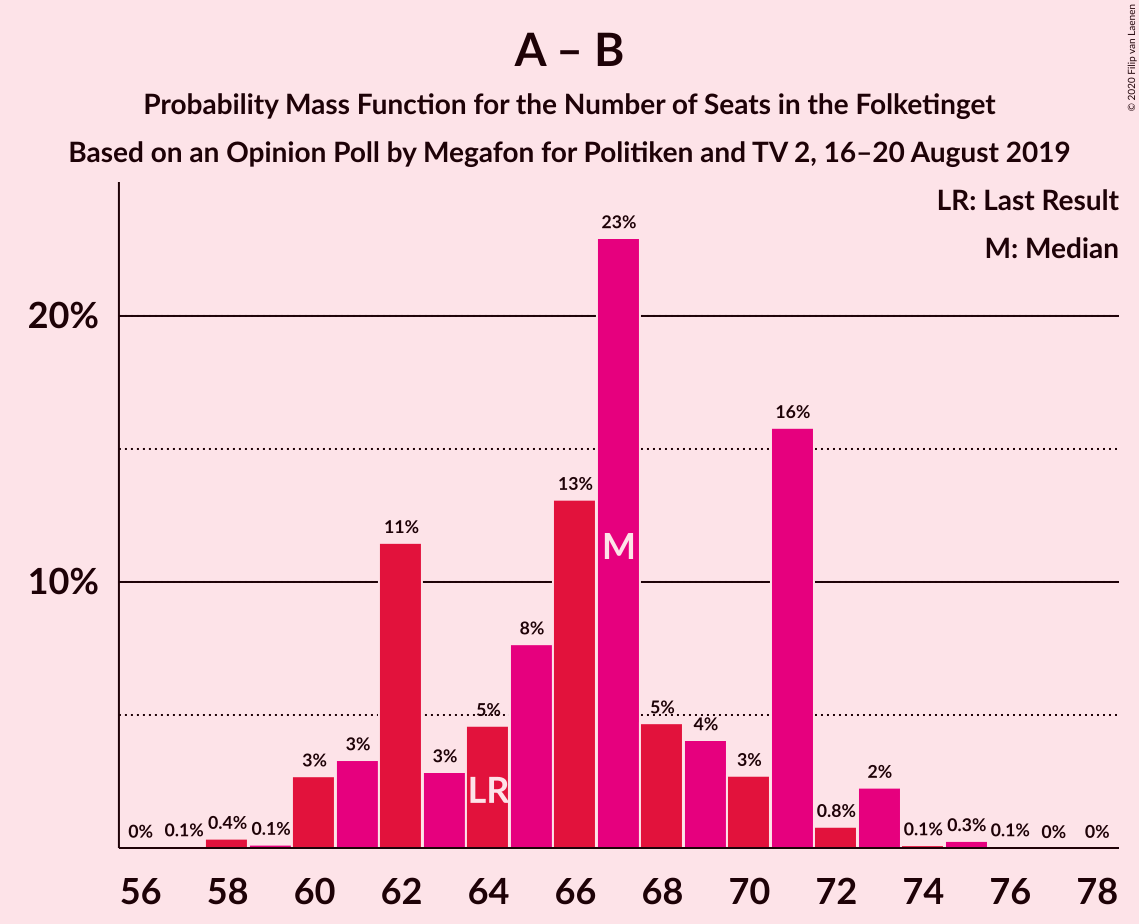 A – B
Probability Mass Function for the Number of Seats in the Folketinget
Based on an Opinion Poll by Megafon for Politiken and TV 2, 16–20 August 2019
© 2020 Filip van Laenen
LR: Last Result
M: Median
20%
10%
0% 0.1% 0.4% 0.1% 3% 3% 11% 3% 5% 8% 13% 23% 5% 4% 3% 16% 0.8% 2% 0.1% 0.3% 0.1% 0% 0%
LR
M
56 58 60 62 64 66 68 70 72 74 76 78